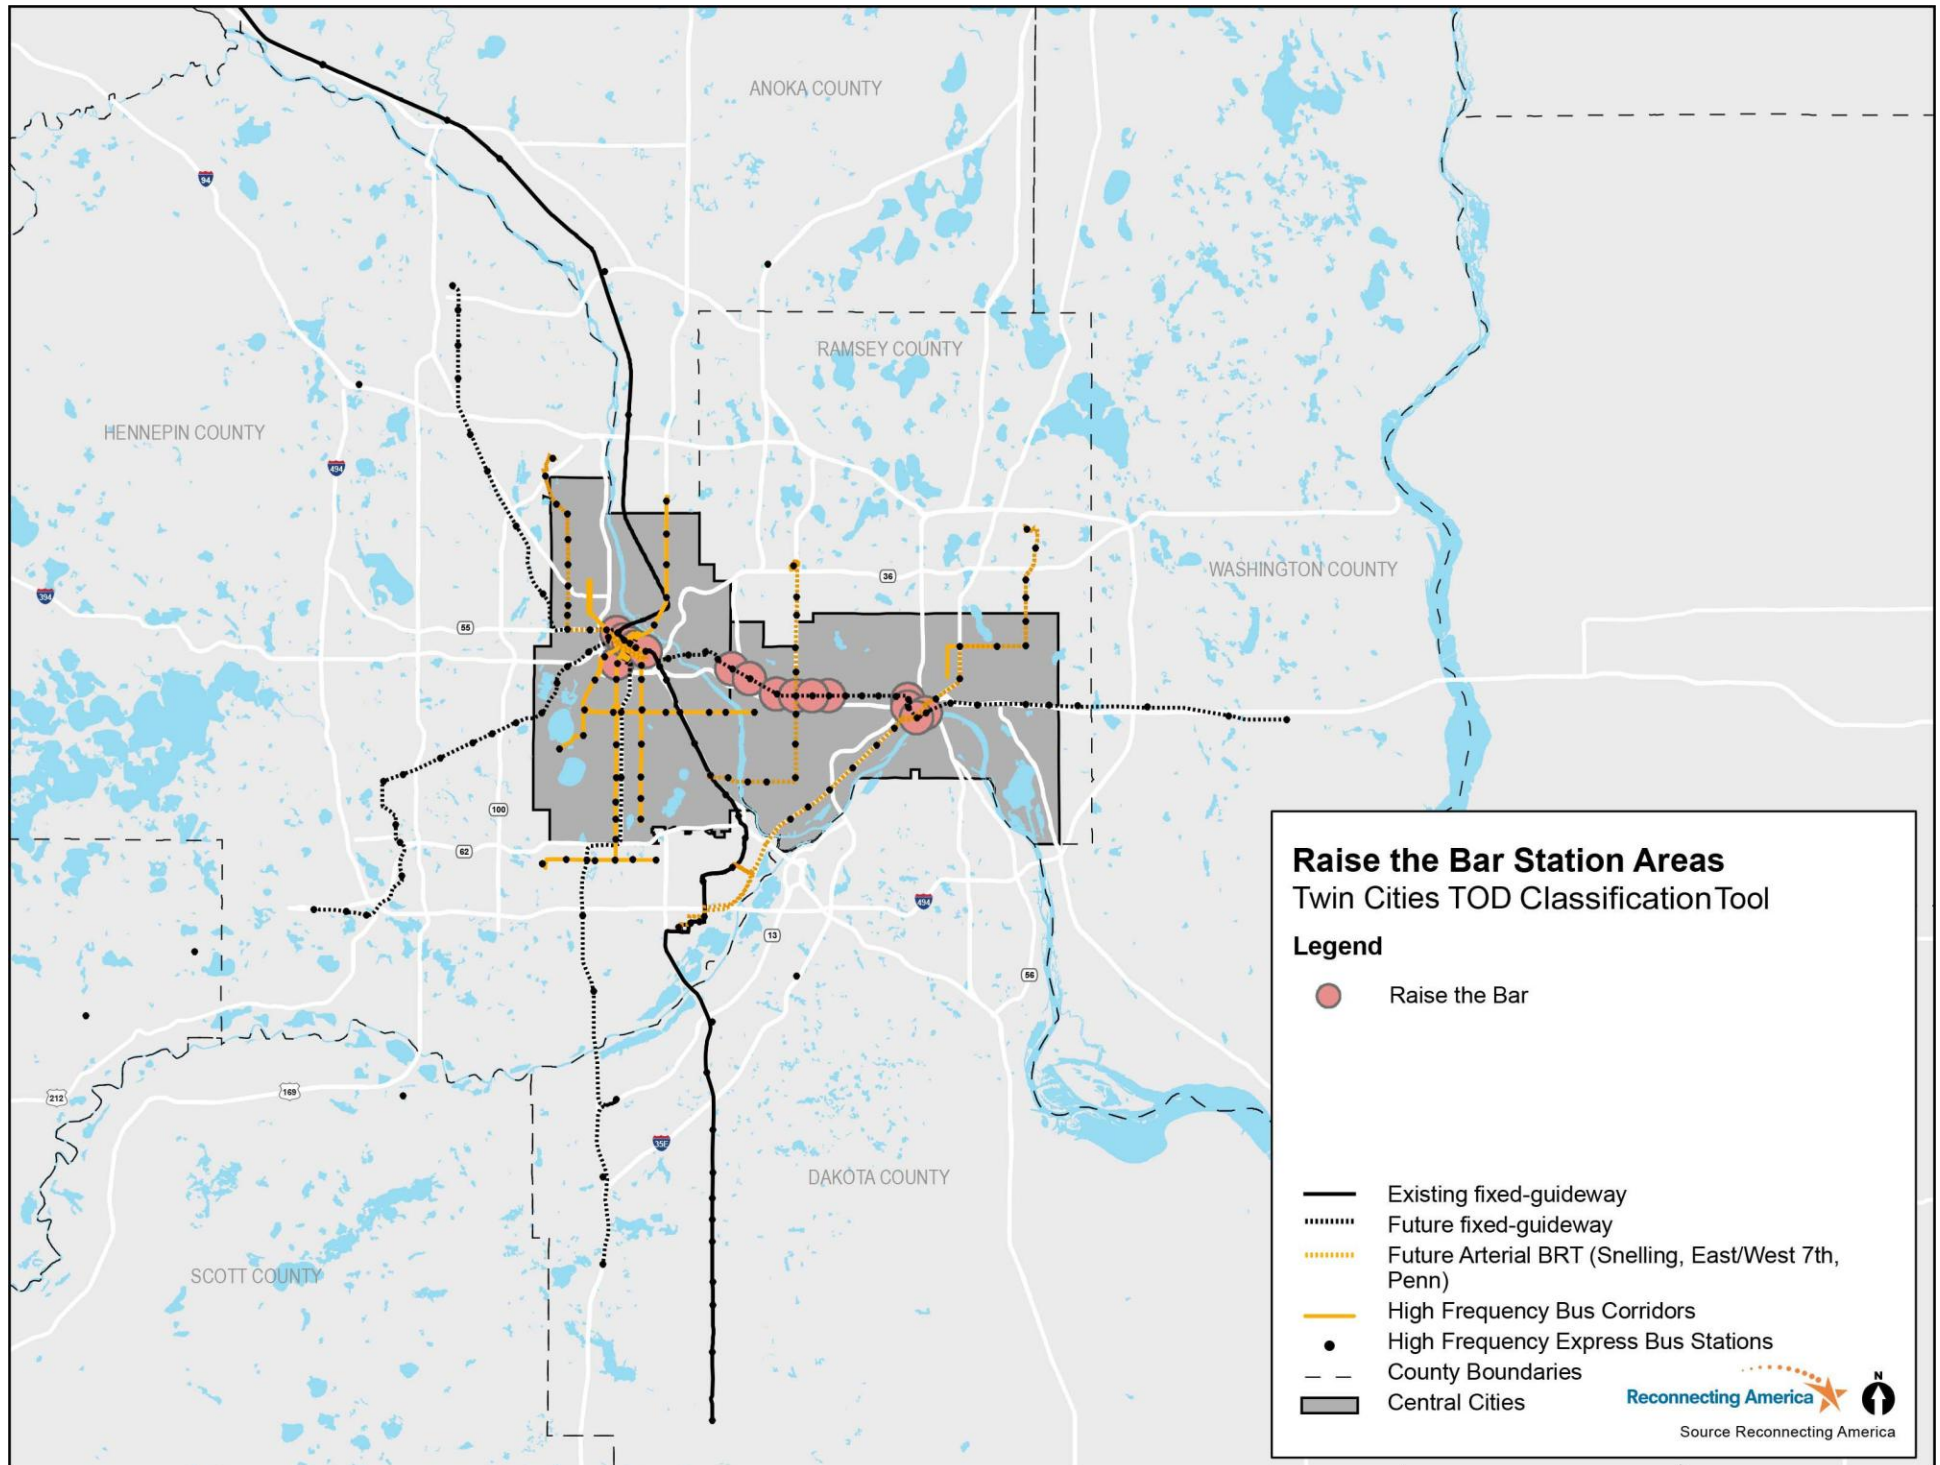 ANOKA COUNTY
94
RAMSEY COUNTY
HENNEPIN COUNTY
494
36
WASHINGTON COUNTY
394
55
100
62
494
13
56
212
169
35E
DAKOTA COUNTY
SCOTT COUNTY
Raise the Bar Station Areas
Twin Cities TOD Classification Tool
Legend
Raise the Bar
Existing fixed-guideway
Future fixed-guideway
Future Arterial BRT (Snelling, East/West 7th,
Penn)
High Frequency Bus Corridors
High Frequency Express Bus Stations
County Boundaries
Central Cities
Reconnecting America
N
Source Reconnecting America